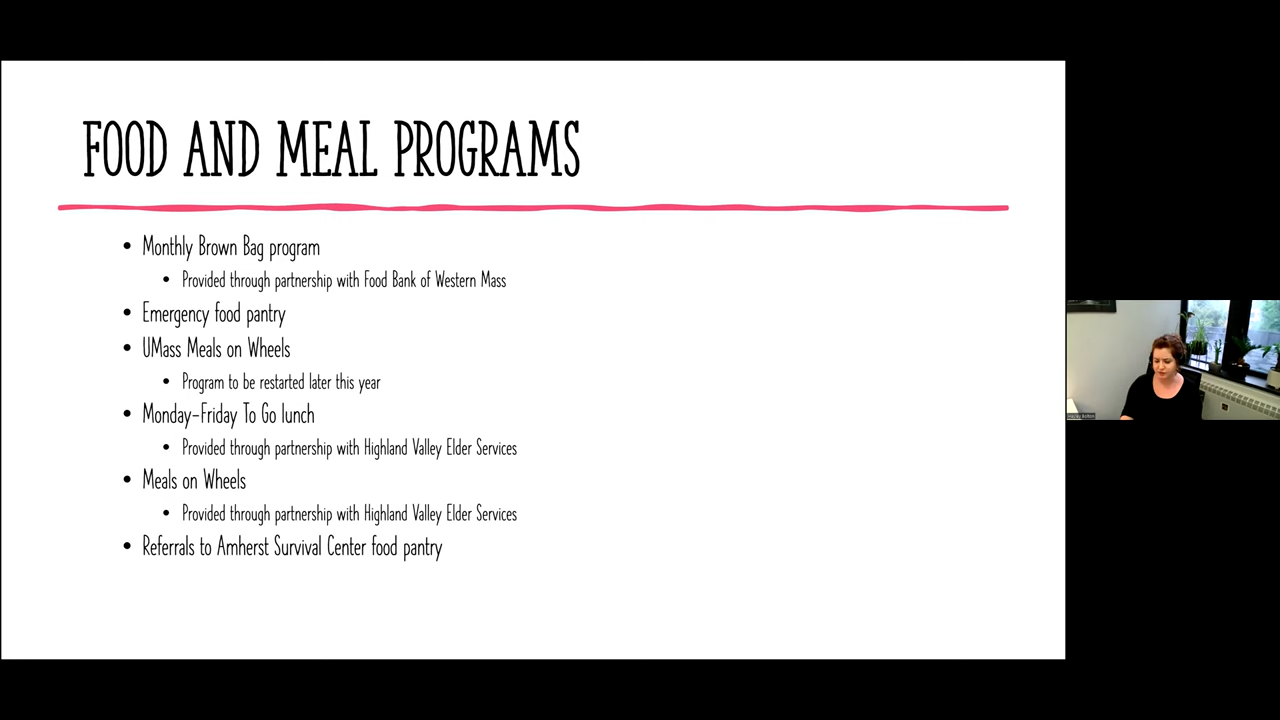 FOOD AND MEAL PROGRAMS
• Monthly Brown Bag program
• Provided through partnership with Food Bank of Western Mass
• Emergency food pantry
• UMass Meals on Wheels
• Program to be restarted later this year
• Monday-Friday To Go lunch
• Provided through partnership with Highland Valley Elder Services
• Meals on Wheels
• Provided through partnership with Highland Valley Elder Services
• Referrals to Amherst Survival Center food pantry